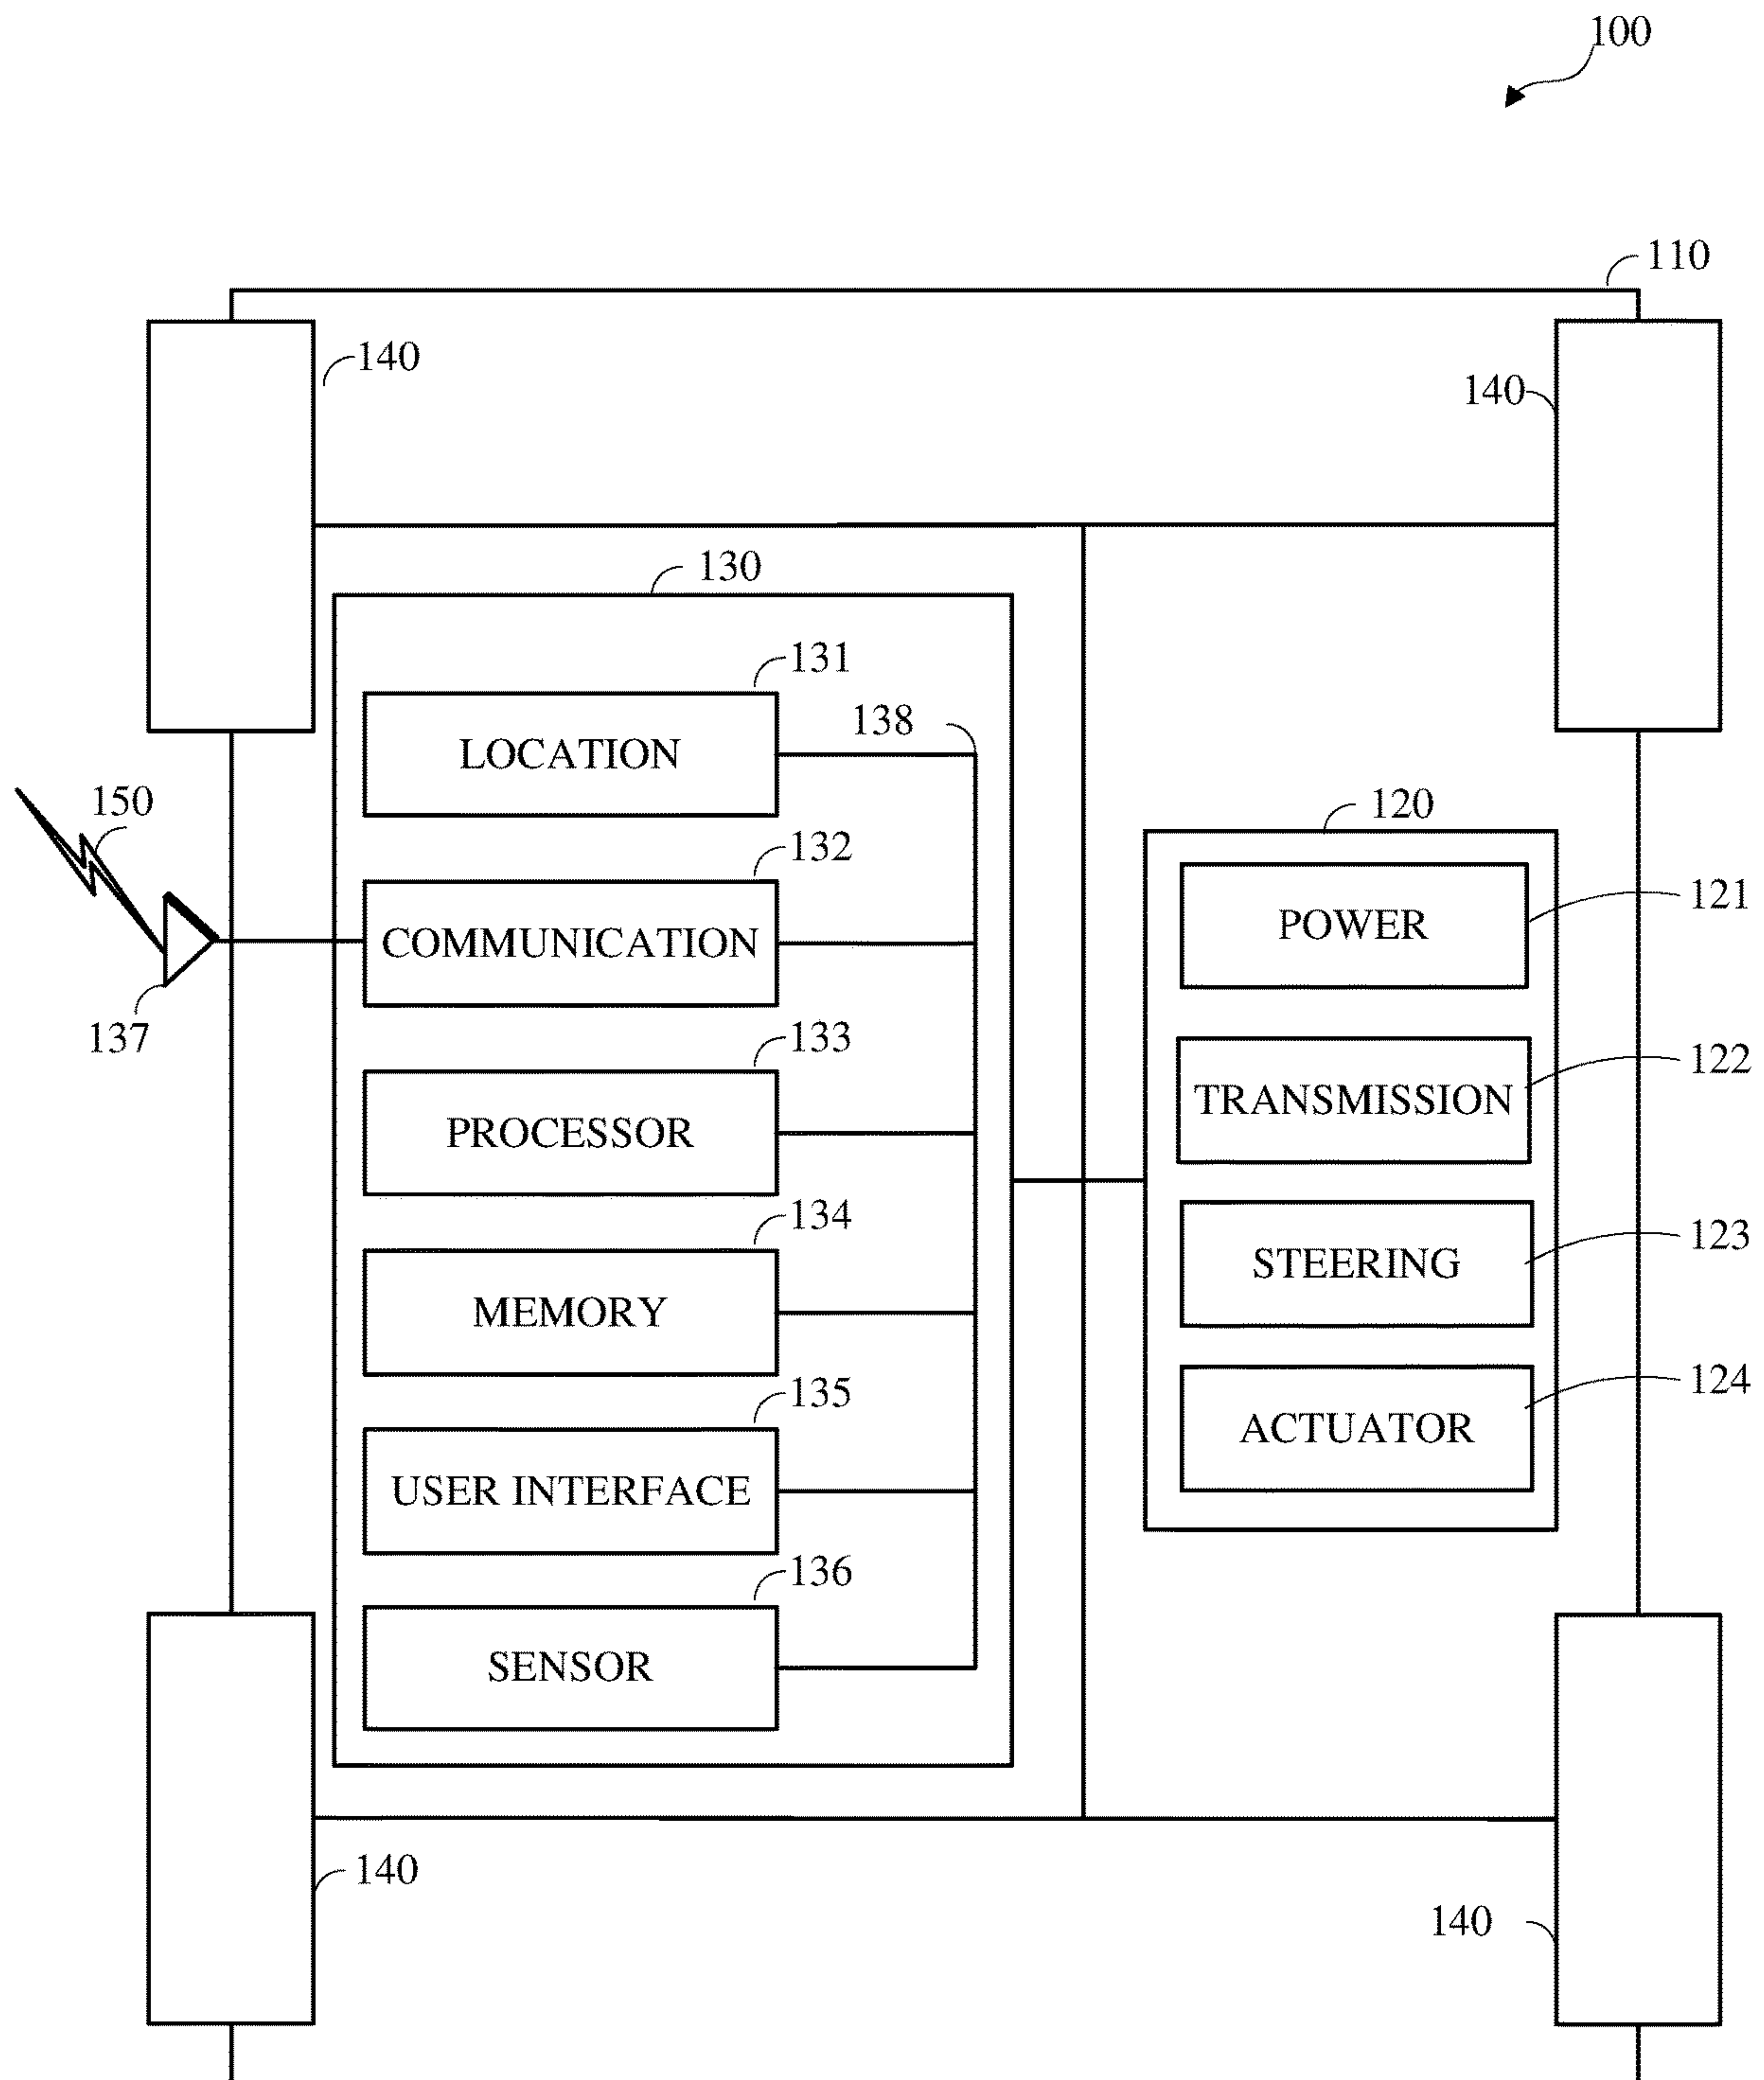 100
110
140
140
130
131
LOCATION
138
150
132
COMMUNICATION
137
133
PROCESSOR
134
MEMORY
135
USER INTERFACE
136
SENSOR
120
POWER
121
TRANSMISSION
122
STEERING
123
ACTUATOR
124
140
140